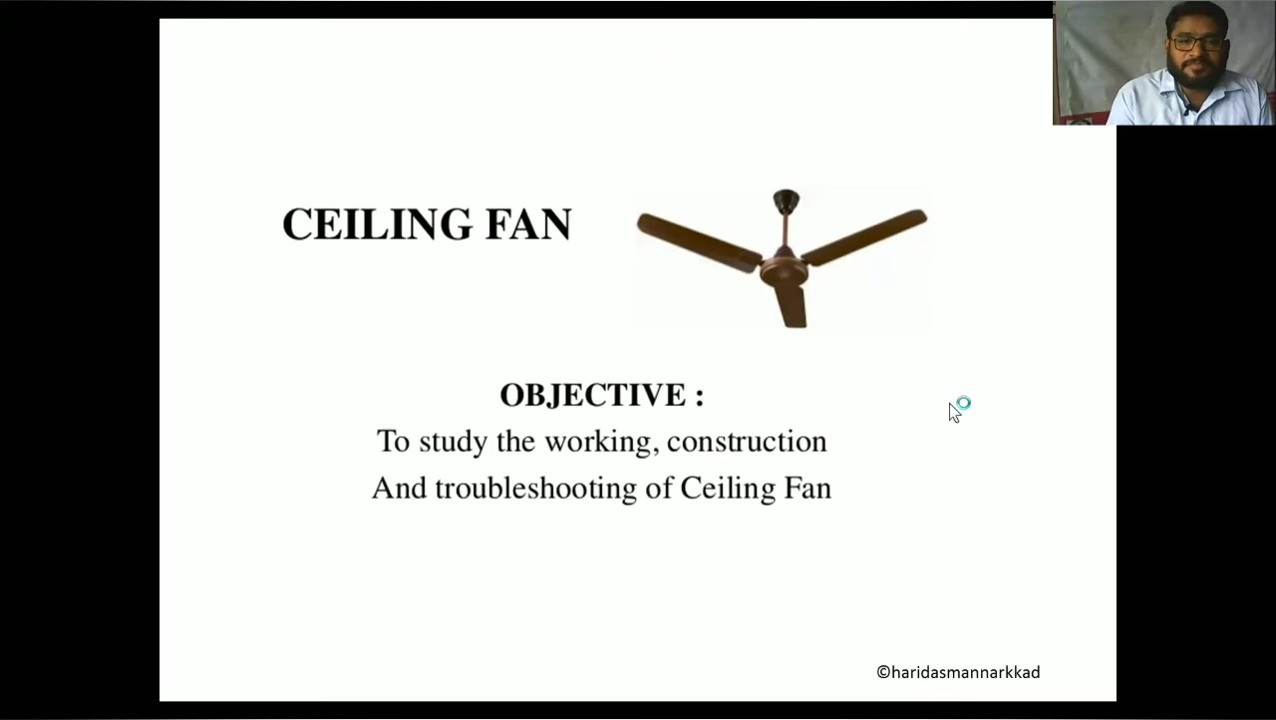 CEILING FAN
OBJECTIVE :
To study the working, construction
And troubleshooting of Ceiling Fan
©haridasmannarkkad